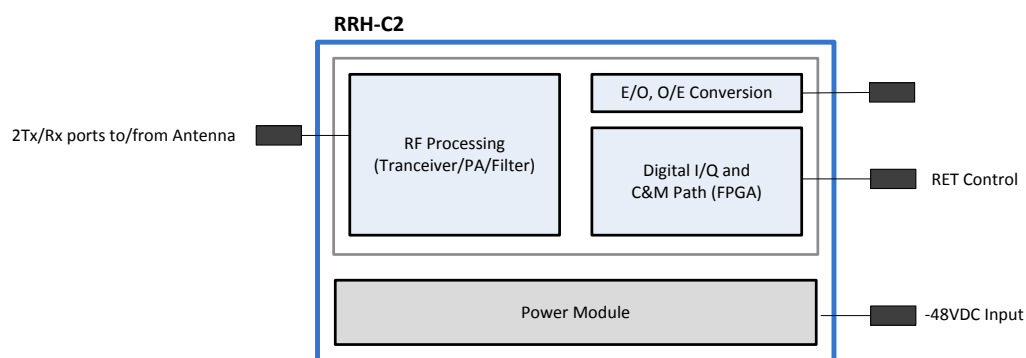 RRH-C2
E/O, O/E Conversion
2Tx/Rx ports to/from Antenna
RF Processing
(Tranceiver/PA/Filter)
Digital I/Q and
C&M Path (FPGA)
RET Control
Power Module
-48VDC Input